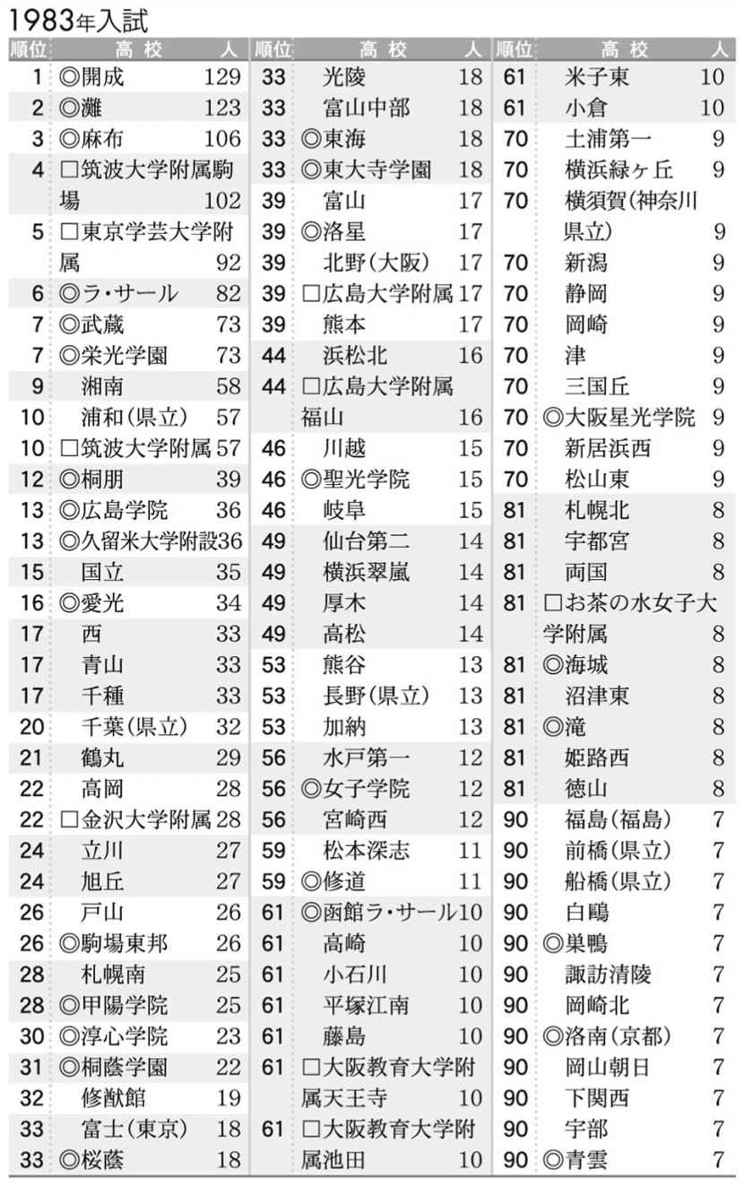 1983年入試
順位 高校 人
1 ◎開成 129
2 ◎灘 123
3 ◎麻布 106
4 □筑波大学附属駒
場 102
5 □東京学芸大学附
属 92
6 ◎ラ・サール 82
7 ◎武蔵 73
7 ◎栄光学園 73
9 湘南 58
10 浦和(県立) 57
10 □筑波大学附属 57
12 ◎桐朋 39
13 ◎広島学院 36
13 ◎久留米大学附設 36
15 国立 35
16 ◎愛光 34
17 西 33
17 青山 33
17 千種 33
20 千葉(県立) 32
21 鶴丸 29
22 高岡 28
22 □金沢大学附属 28
24 立川 27
24 旭丘 27
26 戸山 26
26 ◎駒場東邦 26
28 札幌南 25
28 ◎甲陽学院 25
30 ◎淳心学院 23
31 ◎桐蔭学園 22
32 修猷館 19
33 富士(東京) 18
33 ◎桜蔭 18
順位 高校 人
33 光陵 18
33 富山中部 18
33 ◎東海 18
33 ◎東大寺学園 18
39 富山 17
39 ◎洛星 17
39 北野(大阪) 17
39 □広島大学附属 17
39 熊本 17
44 浜松北 16
44 □広島大学附属
福山 16
46 川越 15
46 ◎聖光学院 15
46 岐阜 15
49 仙台第二 14
49 横浜翠嵐 14
49 厚木 14
49 高松 14
53 熊谷 13
53 長野(県立) 13
53 加納 13
56 水戸第一 12
56 ◎女子学院 12
56 宮崎西 12
59 松本深志 11
59 ◎修道 11
61 ◎函館ラ・サール 10
61 高崎 10
61 小石川 10
61 平塚江南 10
61 藤島 10
61 □大阪教育大学附
属天王寺 10
61 □大阪教育大学附
属池田 10
順位 高校 人
61 米子東 10
61 小倉 10
70 土浦第一 9
70 横浜緑ヶ丘 9
70 横須賀(神奈川
県立) 9
70 新潟 9
70 静岡 9
70 岡崎 9
70 津 9
70 三国丘 9
70 ◎大阪星光学院 9
70 新居浜西 9
70 松山東 9
81 札幌北 8
81 宇都宮 8
81 両国 8
81 □お茶の水女子大
学附属 8
81 ◎海城 8
81 沼津東 8
81 ◎滝 8
81 姫路西 8
81 徳山 8
90 福島(福島) 7
90 前橋(県立) 7
90 船橋(県立) 7
90 白鷗 7
90 ◎巣鴨 7
90 諏訪清陵 7
90 岡崎北 7
90 ◎洛南(京都) 7
90 岡山朝日 7
90 下関西 7
90 宇部 7
90 ◎青雲 7